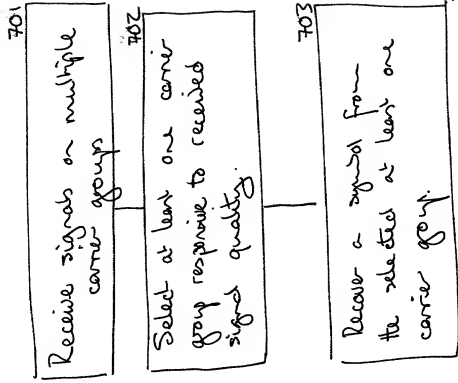 701
Receive signals on multiple
carrier groups
702
Select at least one carrier
group responsive to received
signal quality.
703
Recover a symbol from
the selected at least one
carrier group.